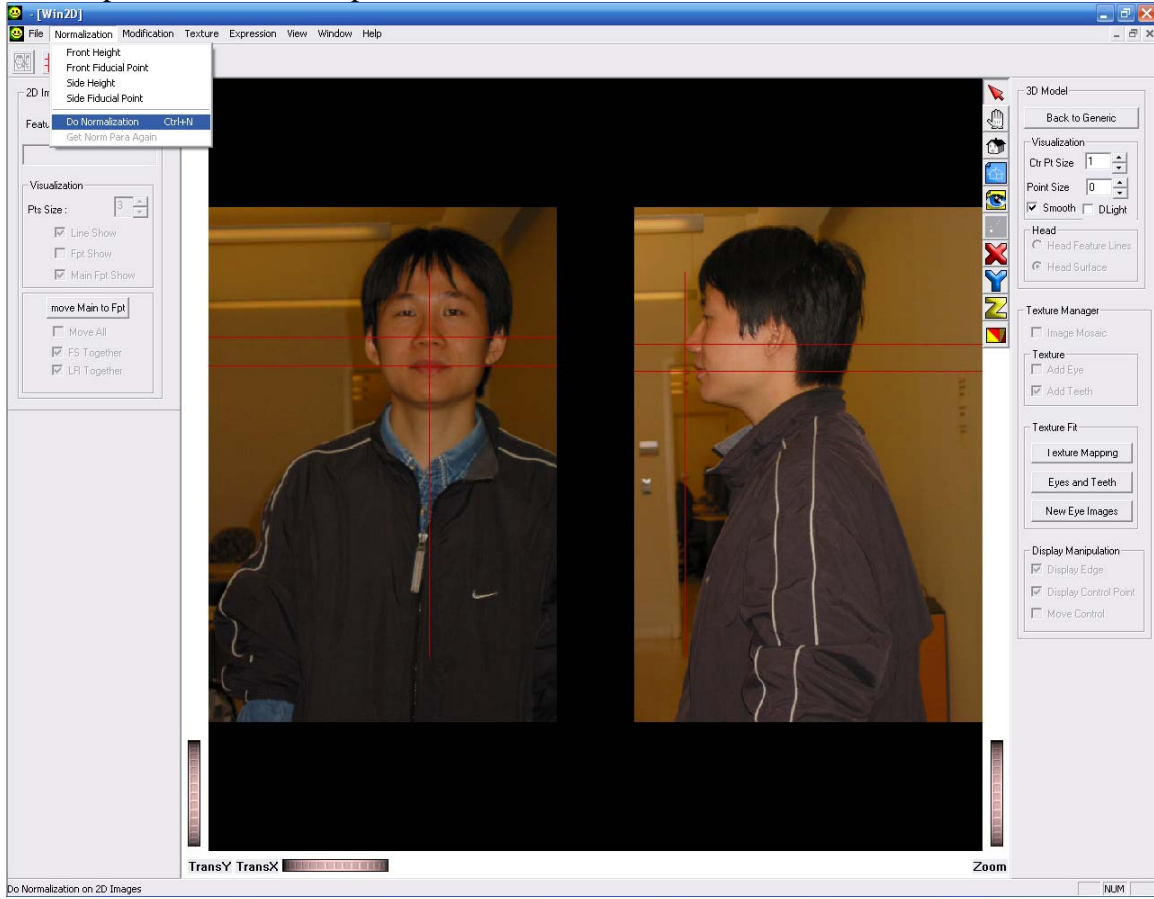 - [Win2D]
File Normalization Modification Texture Expression View Window Help
Front Height
Front Fiducial Point
Side Height
Side Fiducial Point
Do Normalization Ctrl+N
Get Norm Para Again
2D Im
Featu
Visualization
Pts Size : 3
Line Show
Fpt Show
Main Fpt Show
move Main to Fpt
Move All
FS Together
LR Together
3D Model
Back to Generic
Visualization
Ctr Pt Size 1
Point Size 0
Smooth DLight
Head
Head Feature Lines
Head Surface
Texture Manager
Image Mosaic
Texture
Add Eye
Add Teeth
Texture Fit
Texture Mapping
Eyes and Teeth
New Eye Images
Display Manipulation
Display Edge
Display Control Point
Move Control
TransY TransX Zoom
Do Normalization on 2D Images NUM